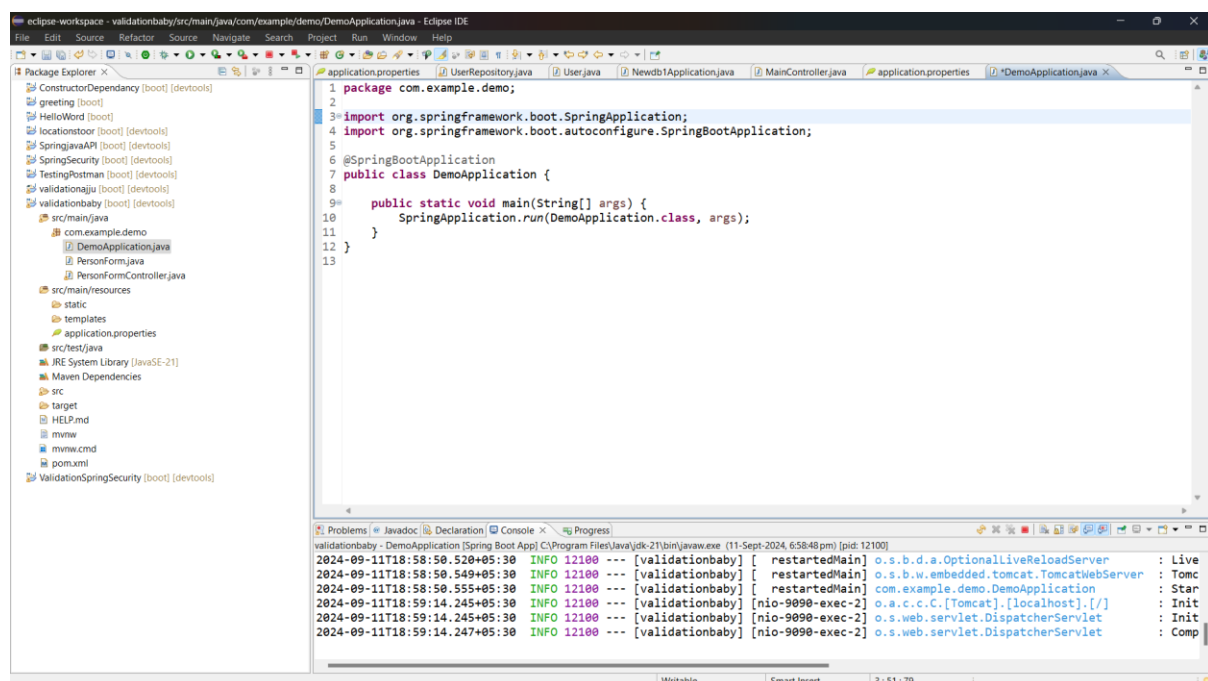 eclipse-workspace - validationbaby/src/main/java/com/example/demo/DemoApplication.java - Eclipse IDE
File Edit Source Refactor Source Navigate Search Project Run Window Help
Package Explorer
ConstructorDependancy [boot] [devtools]
greeting [boot]
HelloWord [boot]
locationstoor [boot] [devtools]
SpringjavaAPI [boot] [devtools]
SpringSecurity [boot] [devtools]
TestingPostman [boot] [devtools]
validationajju [boot] [devtools]
validationbaby [boot] [devtools]
src/main/java
com.example.demo
DemoApplication.java
PersonForm.java
PersonFormController.java
src/main/resources
static
templates
application.properties
src/test/java
JRE System Library [JavaSE-21]
Maven Dependencies
src
target
HELP.md
mvnw
mvnw.cmd
pom.xml
ValidationSpringSecurity [boot] [devtools]
application.properties UserRepository.java User.java Newdb1Application.java MainController.java application.properties *DemoApplication.java
1 package com.example.demo;
2
3 import org.springframework.boot.SpringApplication;
4 import org.springframework.boot.autoconfigure.SpringBootApplication;
5
6 @SpringBootApplication
7 public class DemoApplication {
8
9 public static void main(String[] args) {
10 SpringApplication.run(DemoApplication.class, args);
11 }
12 }
13
Problems Javadoc Declaration Console Progress
validationbaby - DemoApplication [Spring Boot App] C:\Program Files\Java\jdk-21\bin\javaw.exe (11-Sept-2024, 6:58:48 pm) [pid: 12100]
2024-09-11T18:58:50.520+05:30 INFO 12100 --- [validationbaby] [ restartedMain] o.s.b.d.a.OptionalLiveReloadServer : Live
2024-09-11T18:58:50.549+05:30 INFO 12100 --- [validationbaby] [ restartedMain] o.s.b.w.embedded.tomcat.TomcatWebServer : Tomc
2024-09-11T18:58:50.555+05:30 INFO 12100 --- [validationbaby] [ restartedMain] com.example.demo.DemoApplication : Star
2024-09-11T18:59:14.245+05:30 INFO 12100 --- [validationbaby] [nio-9090-exec-2] o.a.c.c.C.[Tomcat].[localhost].[/] : Init
2024-09-11T18:59:14.245+05:30 INFO 12100 --- [validationbaby] [nio-9090-exec-2] o.s.web.servlet.DispatcherServlet : Init
2024-09-11T18:59:14.247+05:30 INFO 12100 --- [validationbaby] [nio-9090-exec-2] o.s.web.servlet.DispatcherServlet : Comp
Writable Smart Insert 3 : 51 : 79